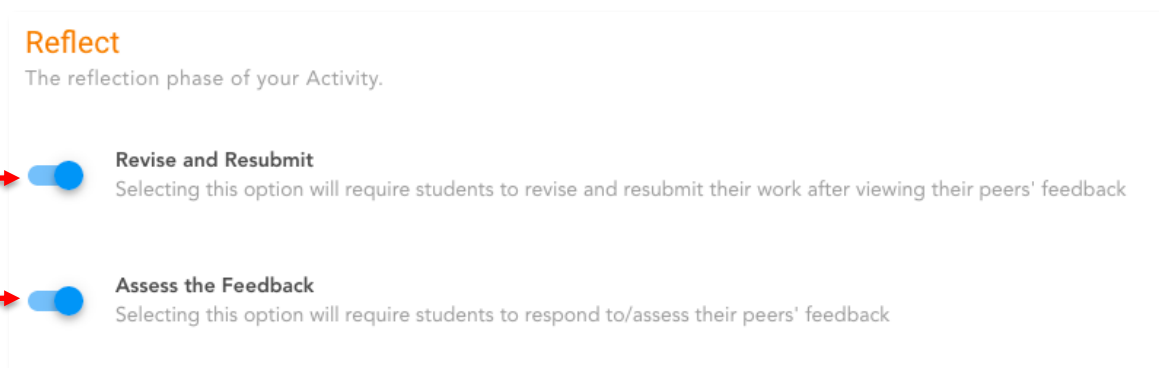 Reflect
The reflection phase of your Activity.
Revise and Resubmit
Selecting this option will require students to revise and resubmit their work after viewing their peers' feedback
Assess the Feedback
Selecting this option will require students to respond to/assess their peers' feedback